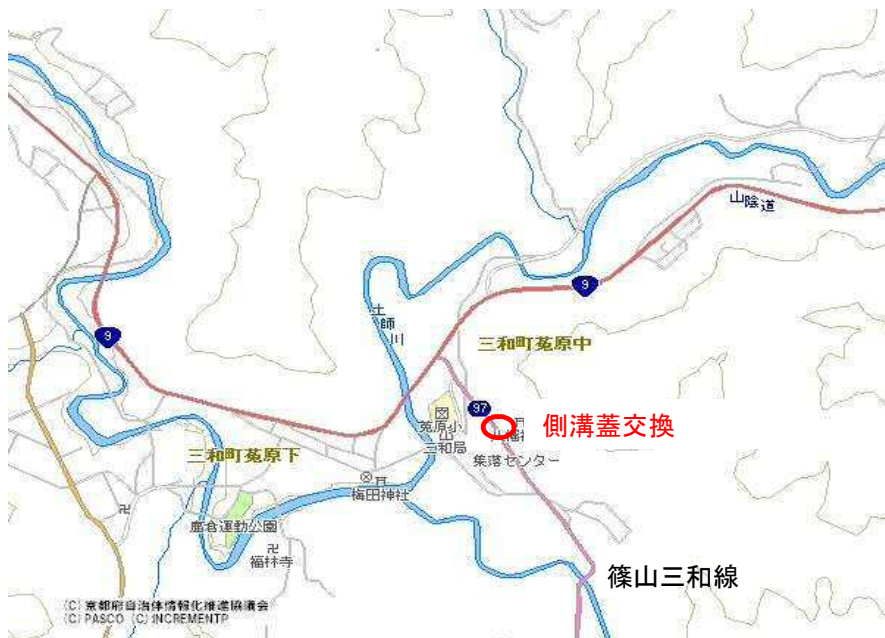 山陰道
9
土師川
三和町菟原中
9
97
側溝蓋交換
菟原小
三和局
三和町菟原下
集落センター
梅田神社
鹿倉運動公園
福林寺
篠山三和線
(C) 京都府自治体情報化推進協議会
(C) PASCO (C) INCREMENTP